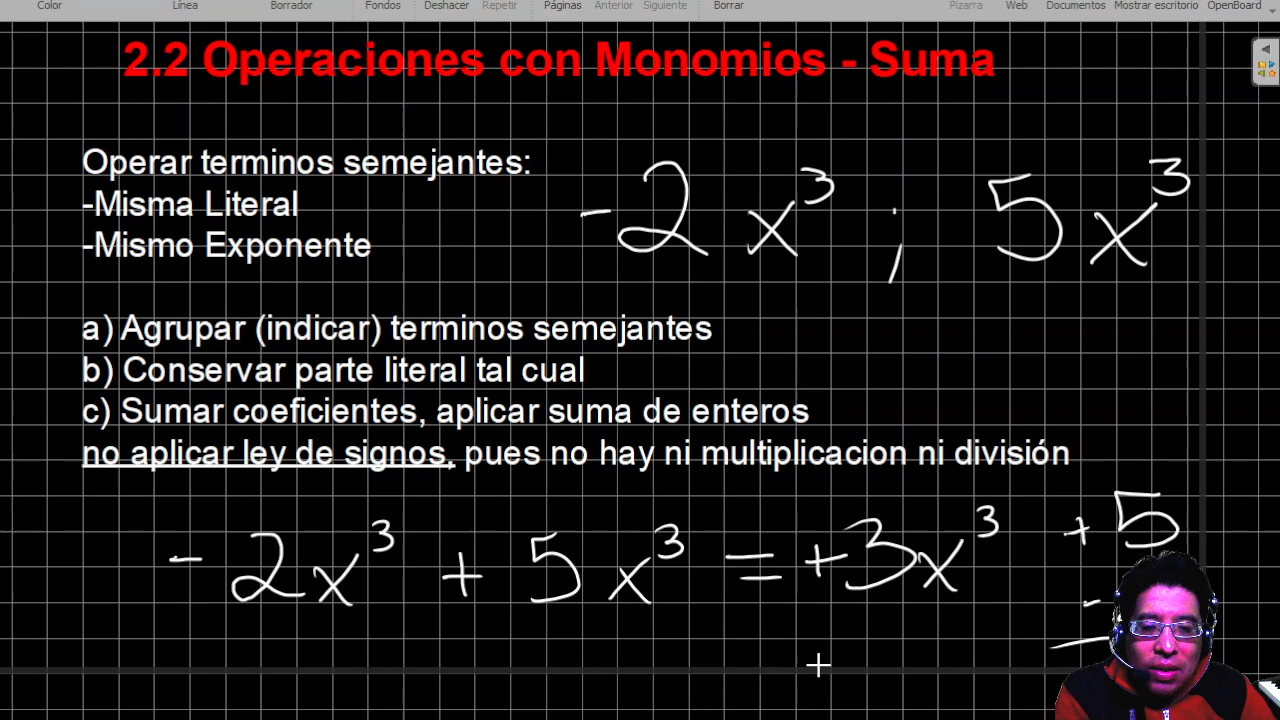 Color Línea Borrador Fondos Deshacer Repetir Páginas Anterior Siguiente Borrar Pizarra Web Documentos Mostrar escritorio OpenBoard
2.2 Operaciones con Monomios - Suma
Operar terminos semejantes:
-Misma Literal
-Mismo Exponente
-2x³ ; 5x³
a) Agrupar (indicar) terminos semejantes
b) Conservar parte literal tal cual
c) Sumar coeficientes, aplicar suma de enteros
no aplicar ley de signos, pues no hay ni multiplicacion ni división
-2x³ + 5x³ = +3x³
+5
-